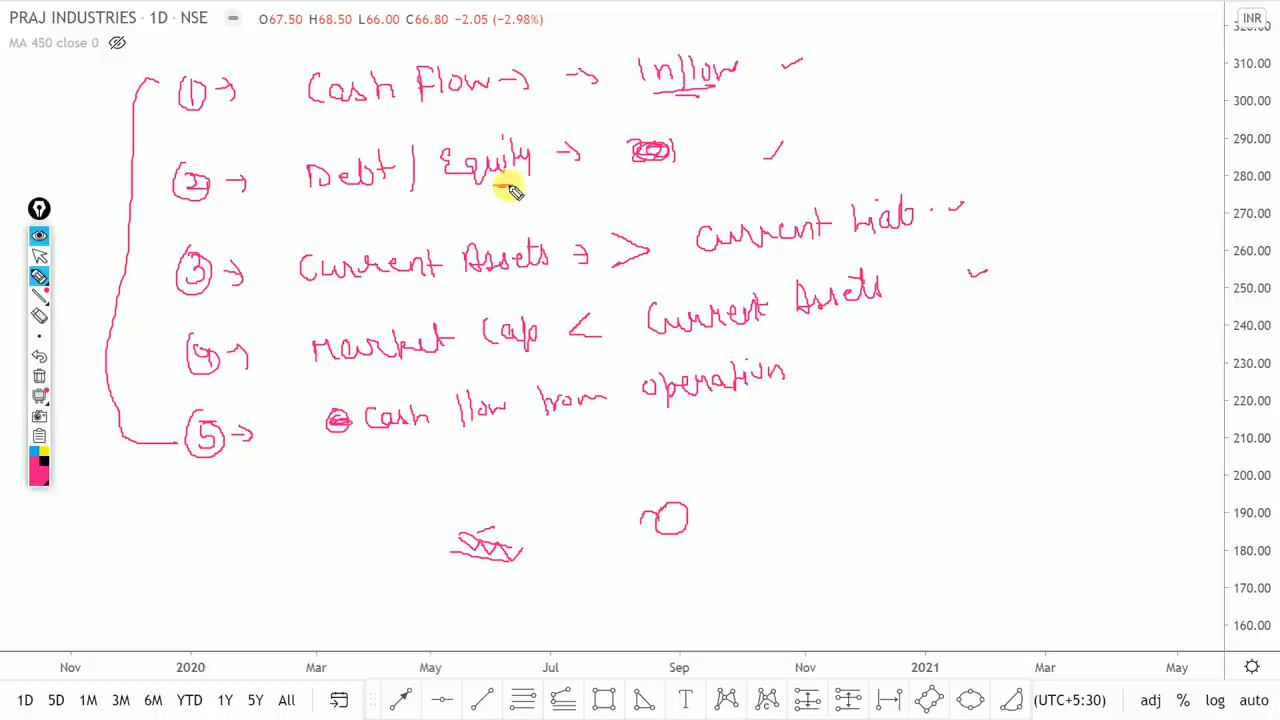 PRAJ INDUSTRIES · 1D · NSE O67.50 H68.50 L66.00 C66.80 −2.05 (−2.98%)
INR
MA 450 close 0
320.00
① → Cash Flow → → Inflow ✓
310.00
300.00
290.00
② → Debt | Equity → ✓
280.00
270.00
③ → Current Assets → > Current Liab. ✓
260.00
250.00
④ → Market Cap < Current Assets ✓
240.00
230.00
⑤ → Cash flow from operation
220.00
210.00
200.00
190.00
180.00
170.00
160.00
Nov 2020 Mar May Jul Sep Nov 2021 Mar May
1D 5D 1M 3M 6M YTD 1Y 5Y All (UTC+5:30) adj % log auto